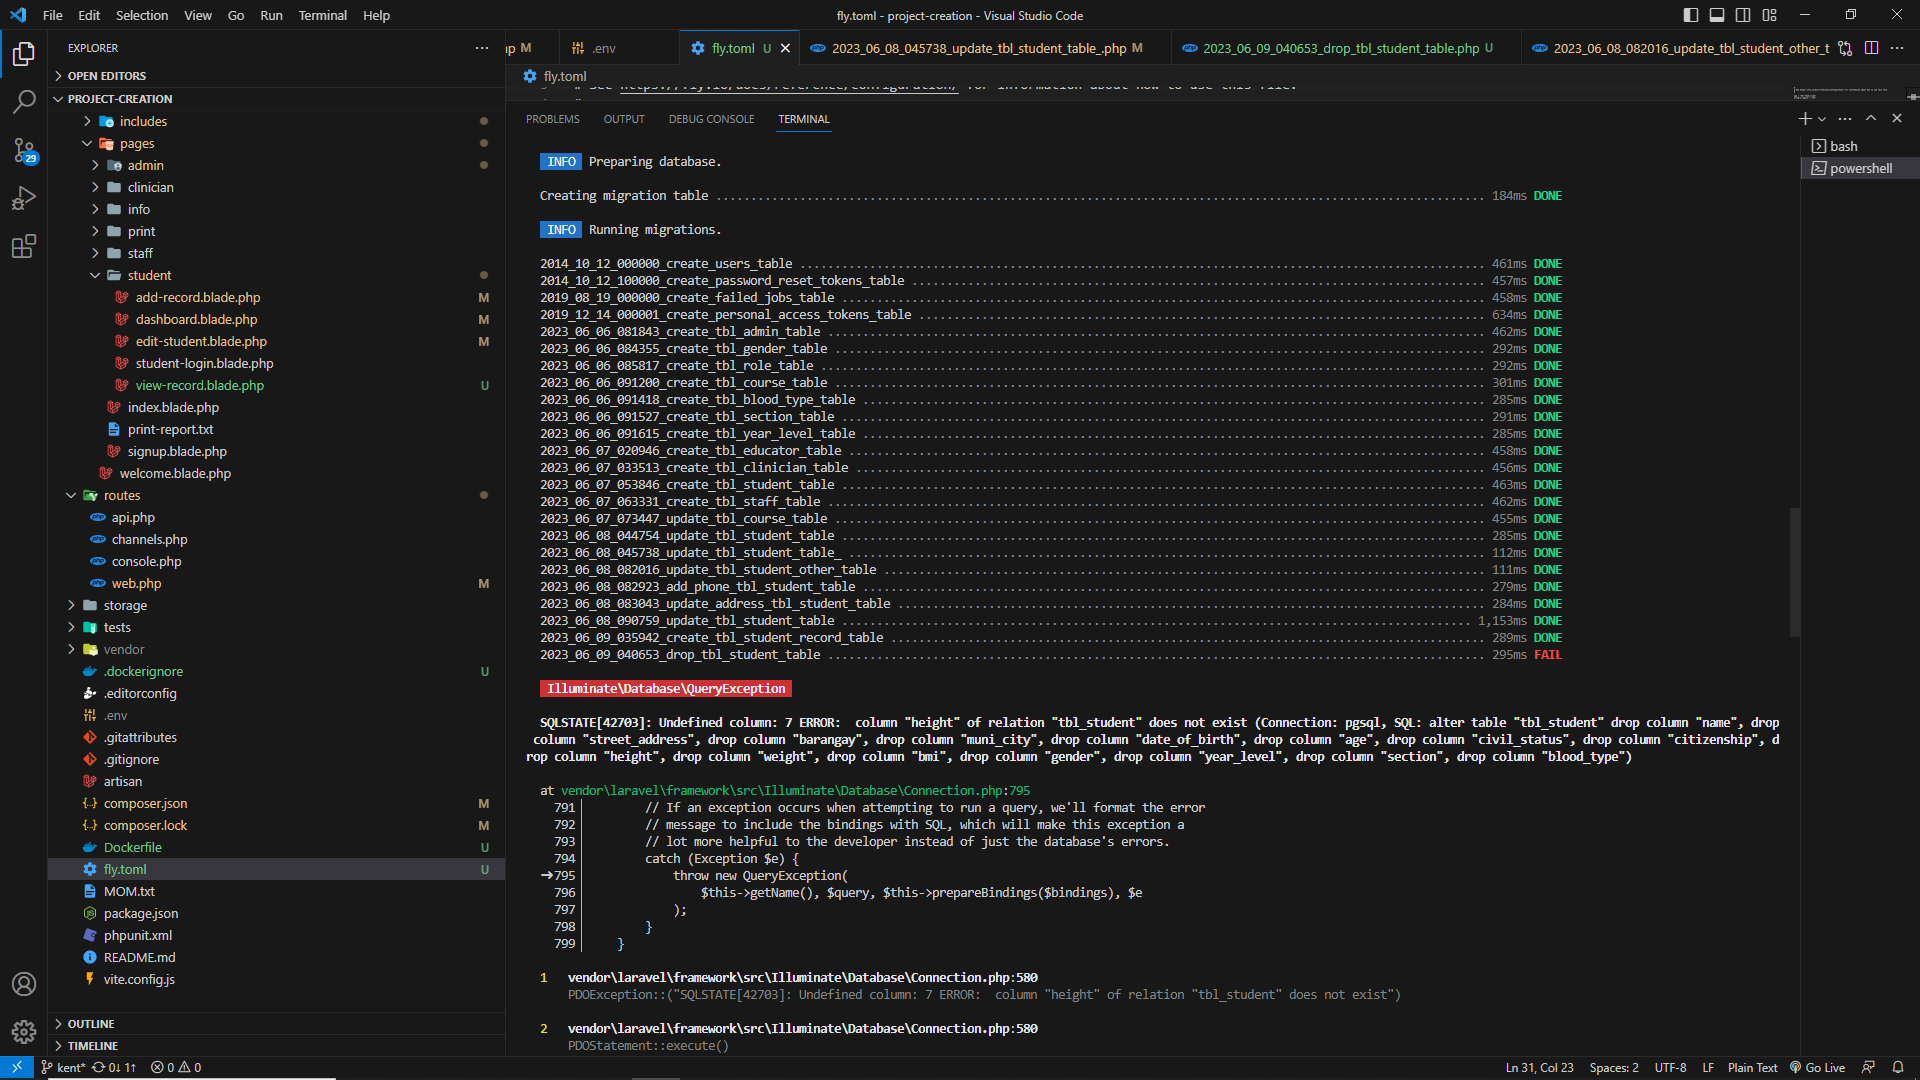 File Edit Selection View Go Run Terminal Help
fly.toml - project-creation - Visual Studio Code
EXPLORER
OPEN EDITORS
PROJECT-CREATION
includes
pages
admin
clinician
info
print
staff
student
add-record.blade.php M
dashboard.blade.php M
edit-student.blade.php M
student-login.blade.php
view-record.blade.php U
index.blade.php
print-report.txt
signup.blade.php
welcome.blade.php
routes
api.php
channels.php
console.php
web.php M
storage
tests
vendor
.dockerignore U
.editorconfig
.env
.gitattributes
.gitignore
artisan
composer.json M
composer.lock M
Dockerfile U
fly.toml U
MOM.txt
package.json
phpunit.xml
README.md
vite.config.js
OUTLINE
TIMELINE
29
M .env fly.toml U 2023_06_08_045738_update_tbl_student_table_.php M 2023_06_09_040653_drop_tbl_student_table.php U 2023_06_08_082016_update_tbl_student_other_t
fly.toml
# See https://fly.io/docs/reference/configuration/ for information about how to use this file.
PROBLEMS OUTPUT DEBUG CONSOLE TERMINAL
bash
powershell
INFO Preparing database.
Creating migration table ........ 184ms DONE
INFO Running migrations.
2014_10_12_000000_create_users_table ........ 461ms DONE
2014_10_12_100000_create_password_reset_tokens_table ........ 457ms DONE
2019_08_19_000000_create_failed_jobs_table ........ 458ms DONE
2019_12_14_000001_create_personal_access_tokens_table ........ 634ms DONE
2023_06_06_081843_create_tbl_admin_table ........ 462ms DONE
2023_06_06_084355_create_tbl_gender_table ........ 292ms DONE
2023_06_06_085817_create_tbl_role_table ........ 292ms DONE
2023_06_06_091200_create_tbl_course_table ........ 301ms DONE
2023_06_06_091418_create_tbl_blood_type_table ........ 285ms DONE
2023_06_06_091527_create_tbl_section_table ........ 291ms DONE
2023_06_06_091615_create_tbl_year_level_table ........ 285ms DONE
2023_06_07_020946_create_tbl_educator_table ........ 458ms DONE
2023_06_07_033513_create_tbl_clinician_table ........ 456ms DONE
2023_06_07_053846_create_tbl_student_table ........ 463ms DONE
2023_06_07_063331_create_tbl_staff_table ........ 462ms DONE
2023_06_07_073447_update_tbl_course_table ........ 455ms DONE
2023_06_08_044754_update_tbl_student_table ........ 285ms DONE
2023_06_08_045738_update_tbl_student_table_ ........ 112ms DONE
2023_06_08_082016_update_tbl_student_other_table ........ 111ms DONE
2023_06_08_082923_add_phone_tbl_student_table ........ 279ms DONE
2023_06_08_083043_update_address_tbl_student_table ........ 284ms DONE
2023_06_08_090759_update_tbl_student_table ........ 1,153ms DONE
2023_06_09_035942_create_tbl_student_record_table ........ 289ms DONE
2023_06_09_040653_drop_tbl_student_table ........ 295ms FAIL
Illuminate\Database\QueryException
SQLSTATE[42703]: Undefined column: 7 ERROR: column "height" of relation "tbl_student" does not exist (Connection: pgsql, SQL: alter table "tbl_student" drop column "name", drop
column "street_address", drop column "barangay", drop column "muni_city", drop column "date_of_birth", drop column "age", drop column "civil_status", drop column "citizenship", d
rop column "height", drop column "weight", drop column "bmi", drop column "gender", drop column "year_level", drop column "section", drop column "blood_type")
at vendor\laravel\framework\src\Illuminate\Database\Connection.php:795
791 // If an exception occurs when attempting to run a query, we'll format the error
792 // message to include the bindings with SQL, which will make this exception a
793 // lot more helpful to the developer instead of just the database's errors.
794 catch (Exception $e) {
➜795 throw new QueryException(
796 $this->getName(), $query, $this->prepareBindings($bindings), $e
797 );
798 }
799 }
1 vendor\laravel\framework\src\Illuminate\Database\Connection.php:580
PDOException::("SQLSTATE[42703]: Undefined column: 7 ERROR: column "height" of relation "tbl_student" does not exist")
2 vendor\laravel\framework\src\Illuminate\Database\Connection.php:580
PDOStatement::execute()
kent* 0↓ 1↑ 0 0 Ln 31, Col 23 Spaces: 2 UTF-8 LF Plain Text Go Live